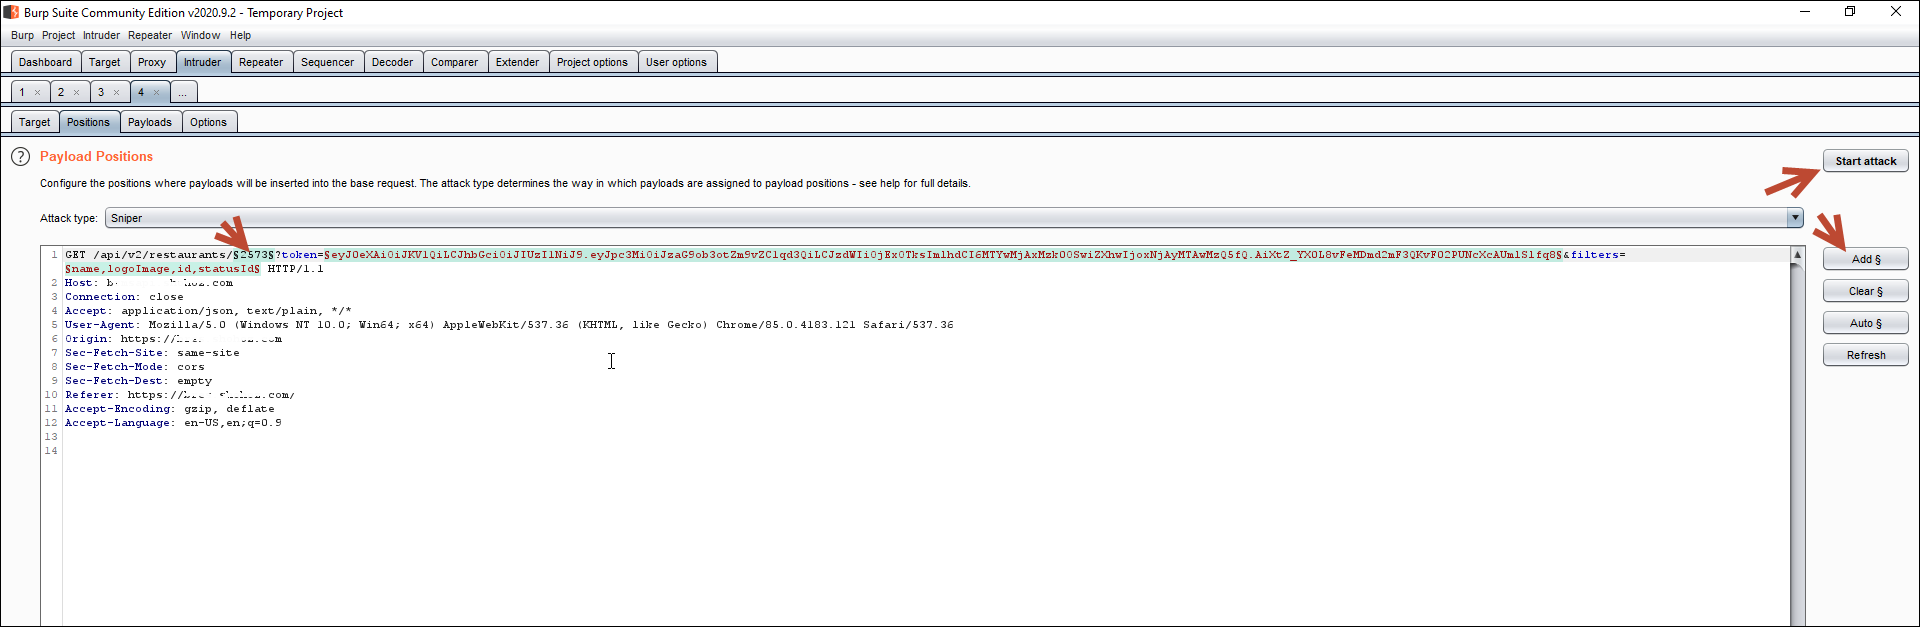 Burp Suite Community Edition v2020.9.2 - Temporary Project
Burp Project Intruder Repeater Window Help
Dashboard Target Proxy Intruder Repeater Sequencer Decoder Comparer Extender Project options User options
1 × 2 × 3 × 4 × ...
Target Positions Payloads Options
? Payload Positions
Start attack
Configure the positions where payloads will be inserted into the base request. The attack type determines the way in which payloads are assigned to payload positions - see help for full details.
Attack type: Sniper
1 GET /api/v2/restaurants/§2573§?token=§eyJ0eXAiOiJKV1QiLCJhbGciOiJIUzI1NiJ9.eyJpc3MiOiJzaG9ob3otZm9vZC1qd3QiLCJzdWIiOjExOTksImlhdCI6MTYwMjAxMzk0OSwiZXhwIjoxNjAyMTAwMzQ5fQ.AiXtZ_YX0L8vFeMDmd2mF3QKvF02PUNcXcAUmlSlfq8§&filters=
§name,logoImage,id,statusId§ HTTP/1.1
2 Host:
3 Connection: close
4 Accept: application/json, text/plain, */*
5 User-Agent: Mozilla/5.0 (Windows NT 10.0; Win64; x64) AppleWebKit/537.36 (KHTML, like Gecko) Chrome/85.0.4183.121 Safari/537.36
6 Origin: https://
7 Sec-Fetch-Site: same-site
8 Sec-Fetch-Mode: cors
9 Sec-Fetch-Dest: empty
10 Referer: https://
11 Accept-Encoding: gzip, deflate
12 Accept-Language: en-US,en;q=0.9
13
14
Add §
Clear §
Auto §
Refresh